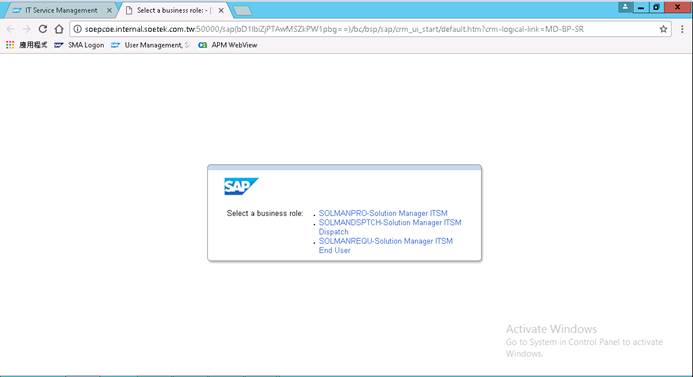 IT Service Management
Select a business role: - [
soepcoe.internal.soetek.com.tw:50000/sap(bD1lbiZjPTAwMSZkPW1pbg==)/bc/bsp/sap/crm_ui_start/default.htm?crm-logical-link=MD-BP-SR
應用程式 SMA Logon User Management, S APM WebView
SAP
Select a business role:
SOLMANPRO-Solution Manager ITSM
SOLMANDSPTCH-Solution Manager ITSM
Dispatch
SOLMANREQU-Solution Manager ITSM
End User
Activate Windows
Go to System in Control Panel to activate
Windows.